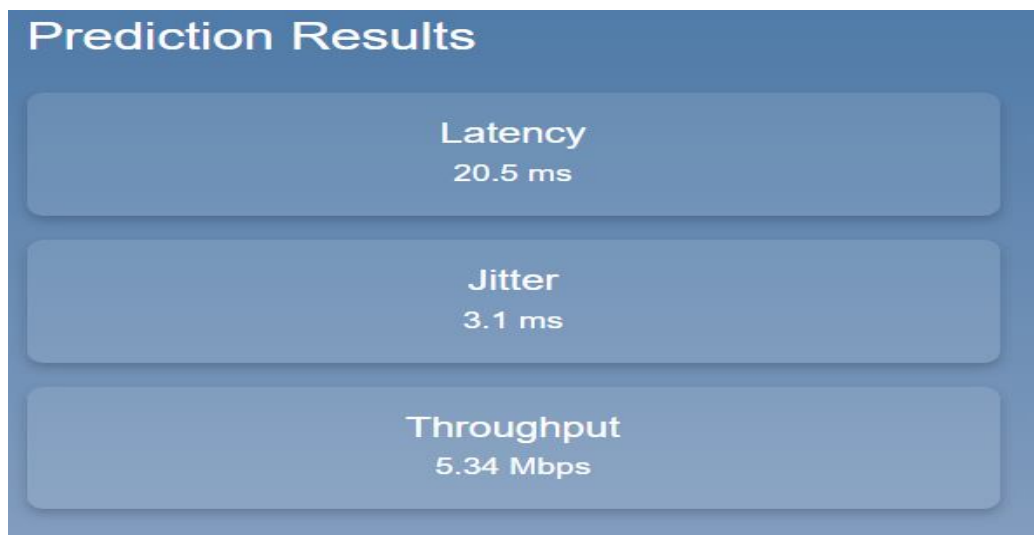 Prediction Results
Latency
20.5 ms
Jitter
3.1 ms
Throughput
5.34 Mbps